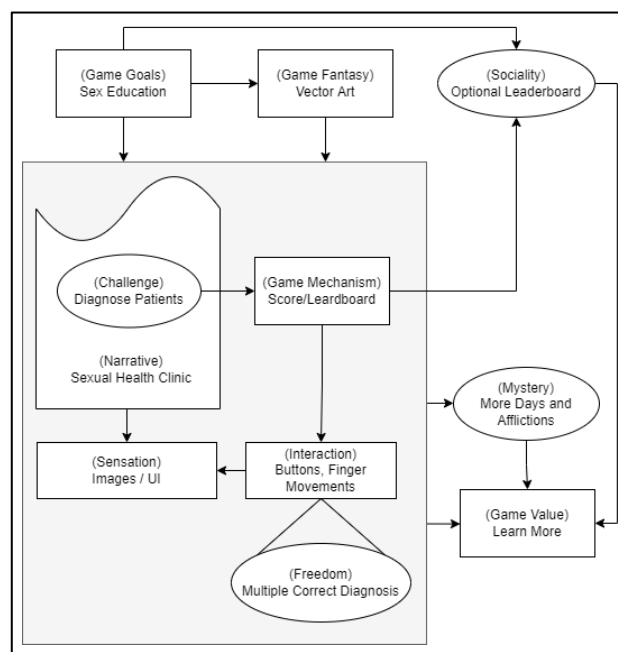 (Game Goals)
Sex Education
(Game Fantasy)
Vector Art
(Sociality)
Optional Leaderboard
(Challenge)
Diagnose Patients
(Game Mechanism)
Score/Leardboard
(Narrative)
Sexual Health Clinic
(Mystery)
More Days and
Afflictions
(Sensation)
Images / UI
(Interaction)
Buttons, Finger
Movements
(Game Value)
Learn More
(Freedom)
Multiple Correct Diagnosis